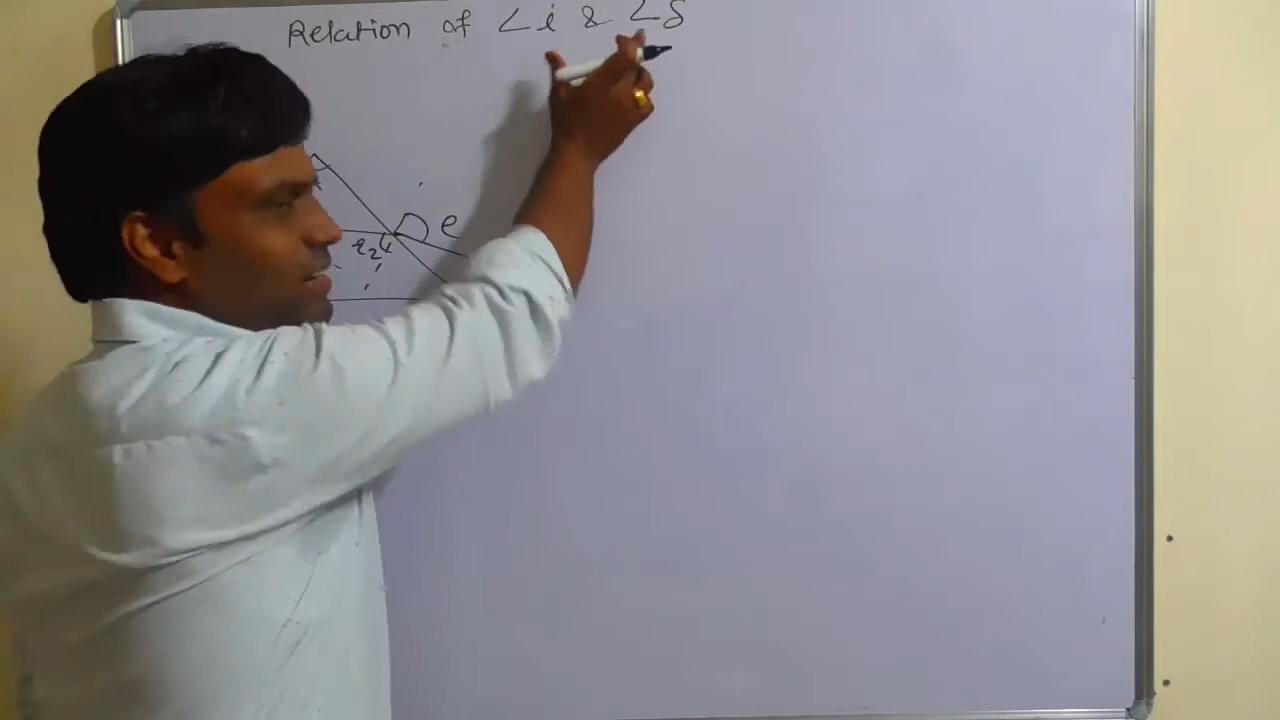 Relation of ∠i & ∠δ
e
r₂